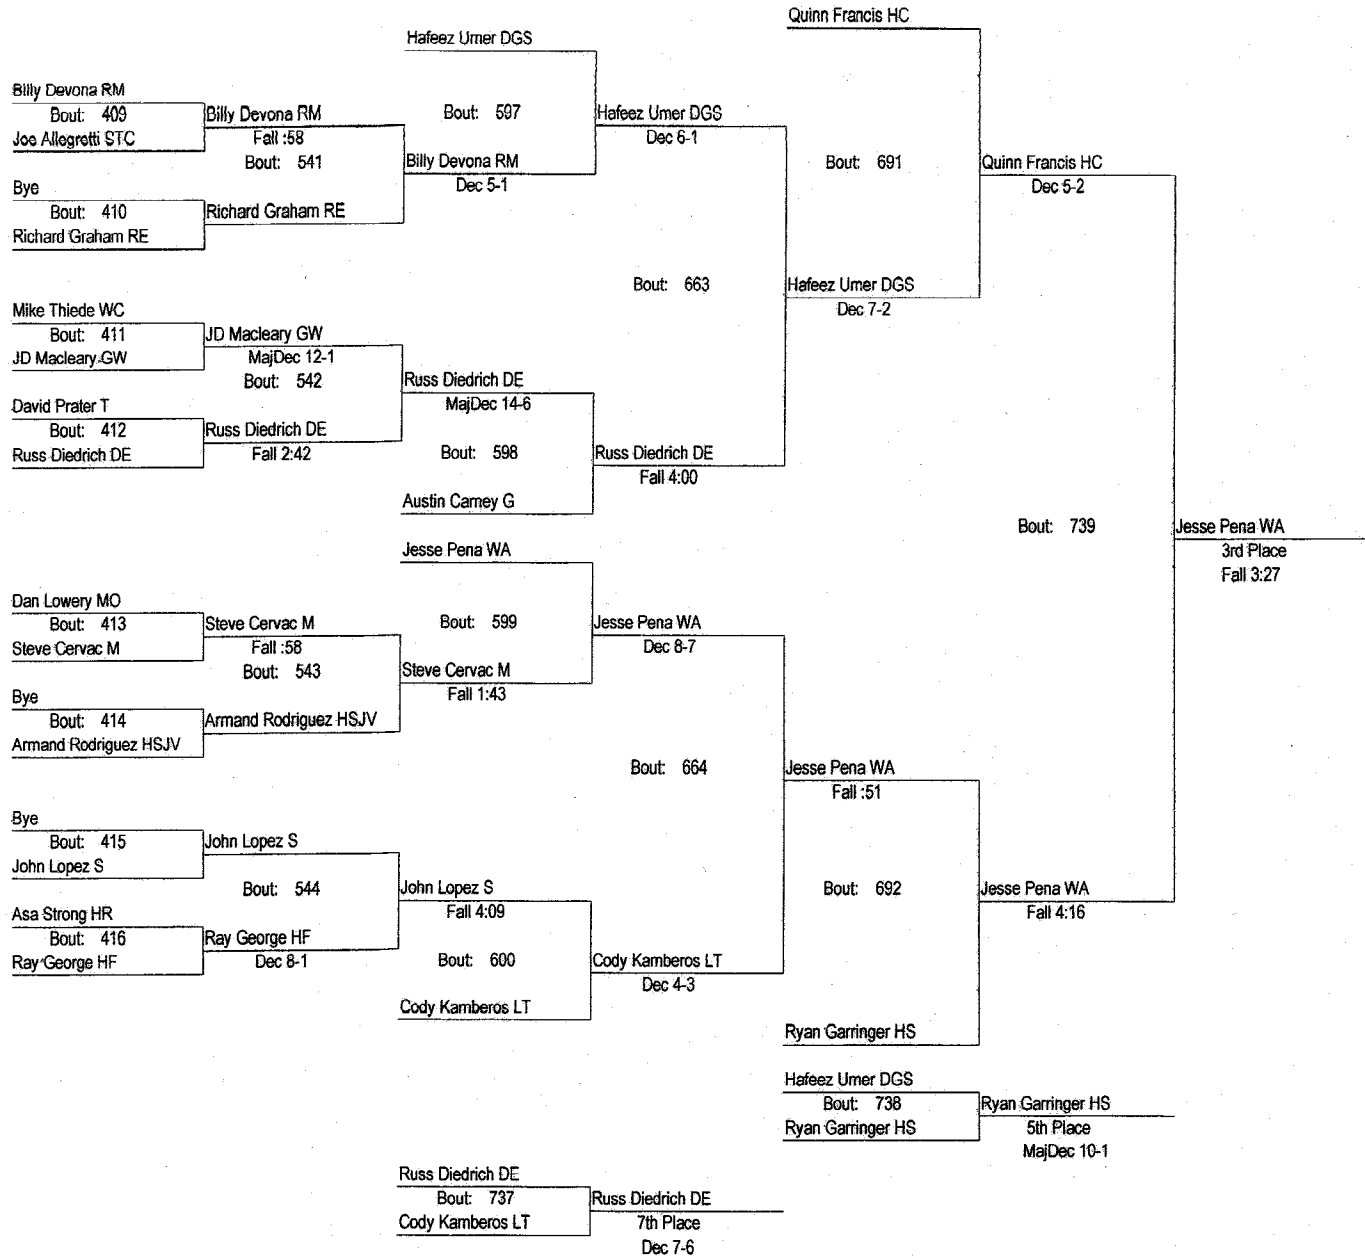 Quinn Francis HC
Hafeez Umer DGS
Billy Devona RM
Bout: 409
Joe Allegretti STC
Billy Devona RM
Fall :58
Bout: 541
Bout: 597
Hafeez Umer DGS
Dec 6-1
Billy Devona RM
Dec 5-1
Bout: 691
Quinn Francis HC
Dec 5-2
Bye
Bout: 410
Richard Graham RE
Richard Graham RE
Bout: 663
Hafeez Umer DGS
Dec 7-2
Mike Thiede WC
Bout: 411
JD Macleary GW
JD Macleary GW
MajDec 12-1
Bout: 542
Russ Diedrich DE
MajDec 14-6
David Prater T
Bout: 412
Russ Diedrich DE
Russ Diedrich DE
Fall 2:42
Bout: 598
Russ Diedrich DE
Fall 4:00
Austin Carney G
Bout: 739
Jesse Pena WA
3rd Place
Fall 3:27
Jesse Pena WA
Dan Lowery MO
Bout: 413
Steve Cervac M
Steve Cervac M
Fall :58
Bout: 543
Bout: 599
Jesse Pena WA
Dec 8-7
Steve Cervac M
Fall 1:43
Bye
Bout: 414
Armand Rodriguez HSJV
Armand Rodriguez HSJV
Bout: 664
Jesse Pena WA
Fall :51
Bye
Bout: 415
John Lopez S
John Lopez S
Bout: 544
John Lopez S
Fall 4:09
Bout: 692
Jesse Pena WA
Fall 4:16
Asa Strong HR
Bout: 416
Ray George HF
Ray George HF
Dec 8-1
Bout: 600
Cody Kamberos LT
Dec 4-3
Cody Kamberos LT
Ryan Garringer HS
Hafeez Umer DGS
Bout: 738
Ryan Garringer HS
Ryan Garringer HS
5th Place
MajDec 10-1
Russ Diedrich DE
Bout: 737
Cody Kamberos LT
Russ Diedrich DE
7th Place
Dec 7-6